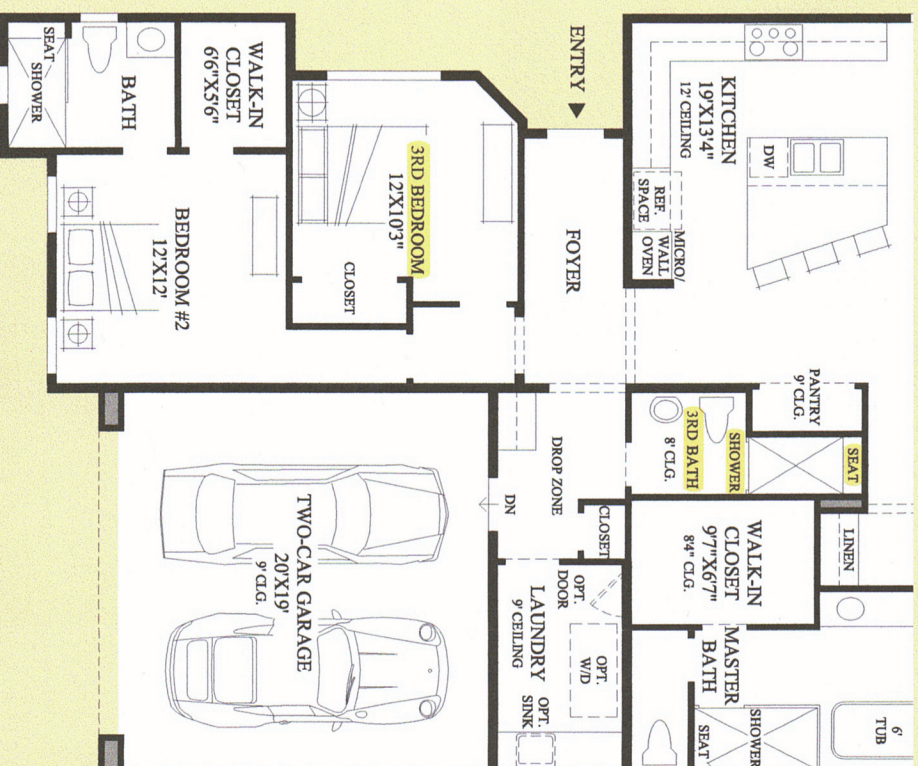 ENTRY
KITCHEN
19'X13'4"
12' CEILING
DW
REF.
SPACE
MICRO/
WALL
OVEN
FOYER
WALK-IN
CLOSET
6'6"X5'6"
BATH
SEAT
SHOWER
3RD BEDROOM
12'X10'3"
CLOSET
BEDROOM #2
12'X12'
PANTRY
9' CLG.
SEAT
SHOWER
3RD BATH
8' CLG.
DROP ZONE
DN
CLOSET
WALK-IN
CLOSET
9'7"X6'7"
8'4" CLG.
LINEN
TWO-CAR GARAGE
20'X19'
9' CLG.
OPT.
DOOR
LAUNDRY
9' CEILING
OPT.
W/D
OPT.
SINK
MASTER
BATH
SHOWER
SEAT
6'
TUB